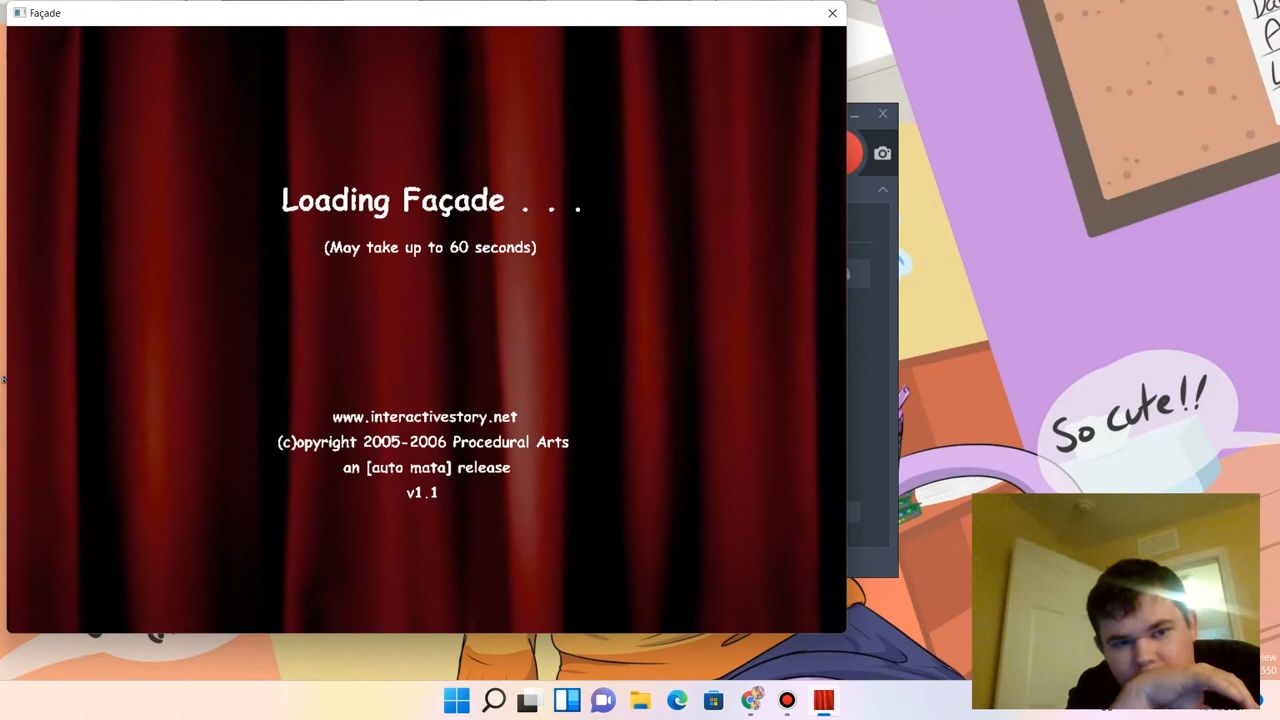 Façade
Loading Façade . . .
(May take up to 60 seconds)
www.interactivestory.net
(c)opyright 2005-2006 Procedural Arts
an [auto mata] release
v1.1
So cute!!